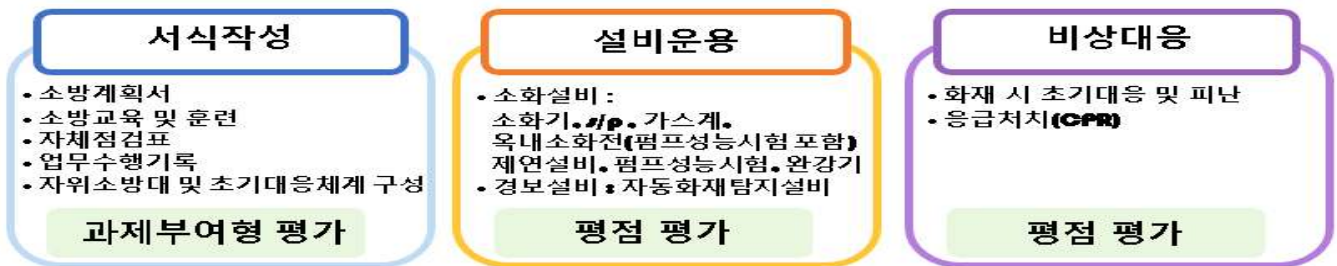 서식작성
• 소방계획서
• 소방교육 및 훈련
• 자체점검표
• 업무수행기록
• 자위소방대 및 초기대응체계 구성
과제부여형 평가
설비운용
• 소화설비 :
소화기, s/p, 가스계,
옥내소화전(펌프성능시험 포함)
제연설비, 펌프성능시험, 완강기
• 경보설비 : 자동화재탐지설비
평점 평가
비상대응
• 화재 시 초기대응 및 피난
• 응급처치(CPR)
평점 평가